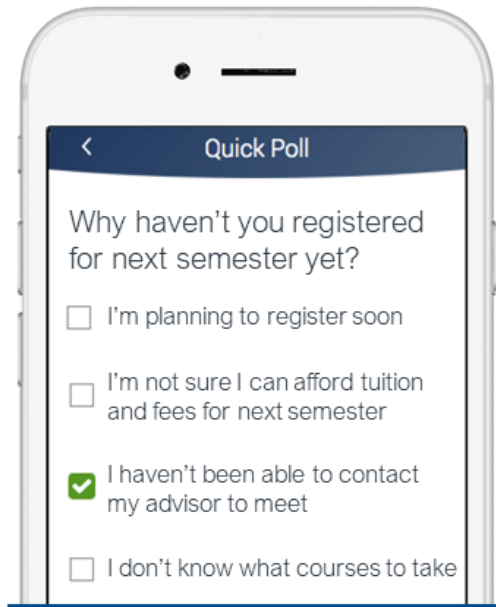 Quick Poll
Why haven't you registered
for next semester yet?
I'm planning to register soon
I'm not sure I can afford tuition
and fees for next semester
I haven't been able to contact
my advisor to meet
I don't know what courses to take